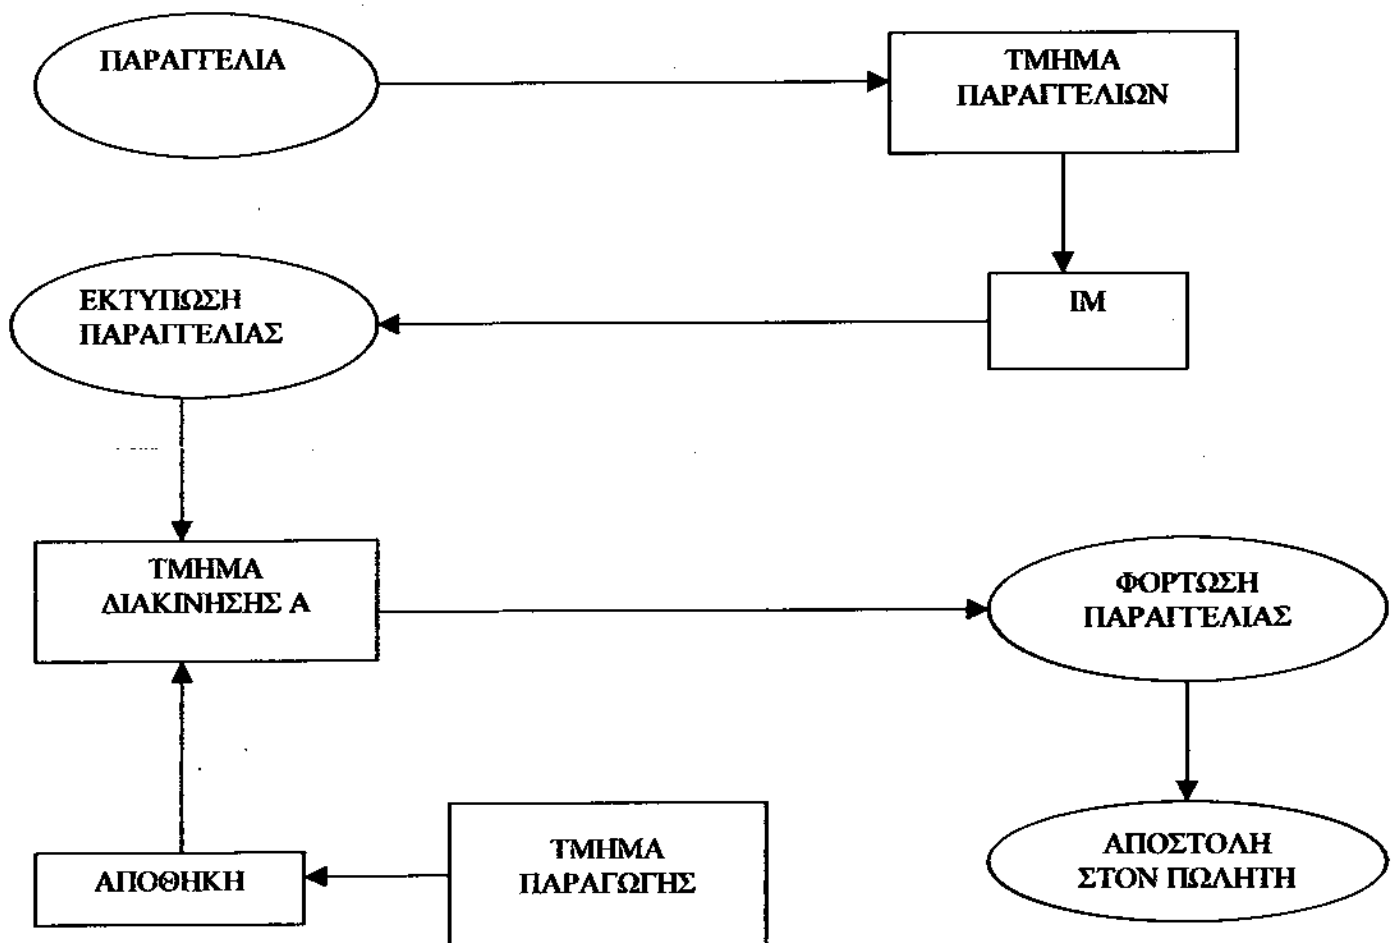 ΠΑΡΑΓΓΕΛΙΑ
ΤΜΗΜΑ
ΠΑΡΑΓΓΕΛΙΩΝ
ΕΚΤΥΠΩΣΗ
ΠΑΡΑΓΓΕΛΙΑΣ
ΙΜ
ΤΜΗΜΑ
ΔΙΑΚΙΝΗΣΗΣ Α
ΦΟΡΤΩΣΗ
ΠΑΡΑΓΓΕΛΙΑΣ
ΑΠΟΘΗΚΗ
ΤΜΗΜΑ
ΠΑΡΑΓΩΓΗΣ
ΑΠΟΣΤΟΛΗ
ΣΤΟΝ ΠΩΛΗΤΗ